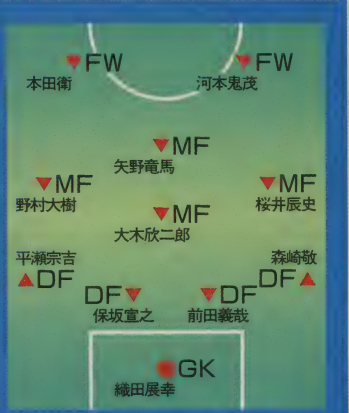 FW
本田衛
FW
河本鬼茂
MF
矢野竜馬
MF
野村大樹
MF
桜井辰史
MF
大木欣二郎
平瀬宗吉
DF
森崎敬
DF
DF
保坂宣之
DF
前田義哉
GK
織田展幸